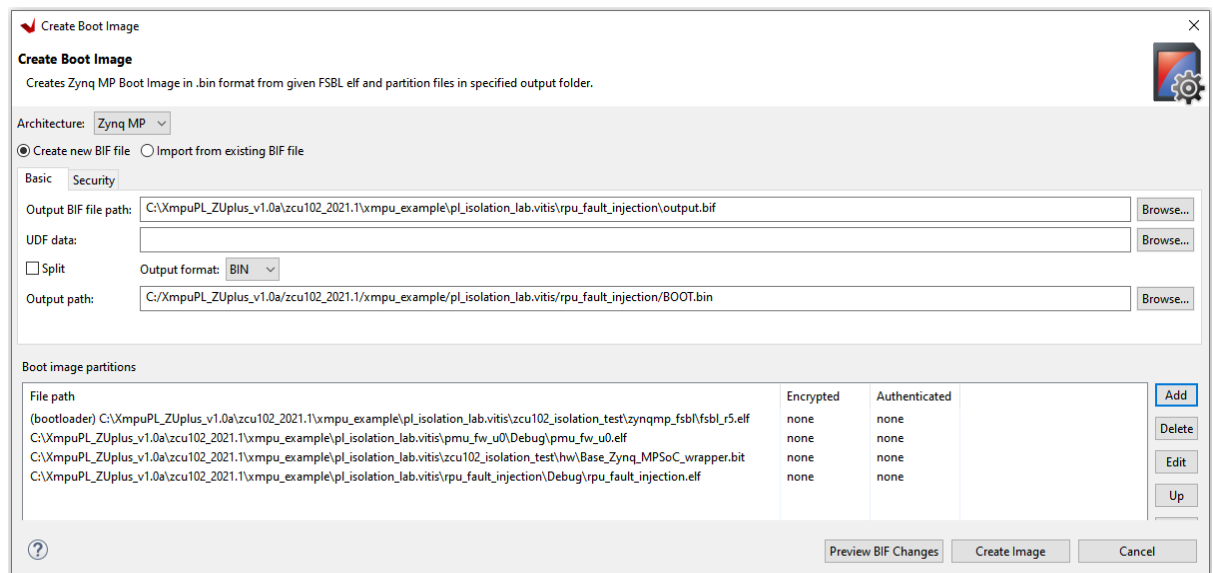 Create Boot Image
Create Boot Image
Creates Zynq MP Boot Image in .bin format from given FSBL elf and partition files in specified output folder.
Architecture: Zynq MP
Create new BIF file Import from existing BIF file
Basic Security
Output BIF file path: C:\XmpuPL_ZUplus_v1.0a\zcu102_2021.1\xmpu_example\pl_isolation_lab.vitis\rpu_fault_injection\output.bif Browse...
UDF data: Browse...
Split Output format: BIN
Output path: C:/XmpuPL_ZUplus_v1.0a/zcu102_2021.1/xmpu_example/pl_isolation_lab.vitis/rpu_fault_injection/BOOT.bin Browse...
Boot image partitions
File path Encrypted Authenticated Add
(bootloader) C:\XmpuPL_ZUplus_v1.0a\zcu102_2021.1\xmpu_example\pl_isolation_lab.vitis\zcu102_isolation_test\zynqmp_fsbl\fsbl_r5.elf none none
C:\XmpuPL_ZUplus_v1.0a\zcu102_2021.1\xmpu_example\pl_isolation_lab.vitis\pmu_fw_u0\Debug\pmu_fw_u0.elf none none Delete
C:\XmpuPL_ZUplus_v1.0a\zcu102_2021.1\xmpu_example\pl_isolation_lab.vitis\zcu102_isolation_test\hw\Base_Zynq_MPSoC_wrapper.bit none none Edit
C:\XmpuPL_ZUplus_v1.0a\zcu102_2021.1\xmpu_example\pl_isolation_lab.vitis\rpu_fault_injection\Debug\rpu_fault_injection.elf none none
Up
? Preview BIF Changes Create Image Cancel